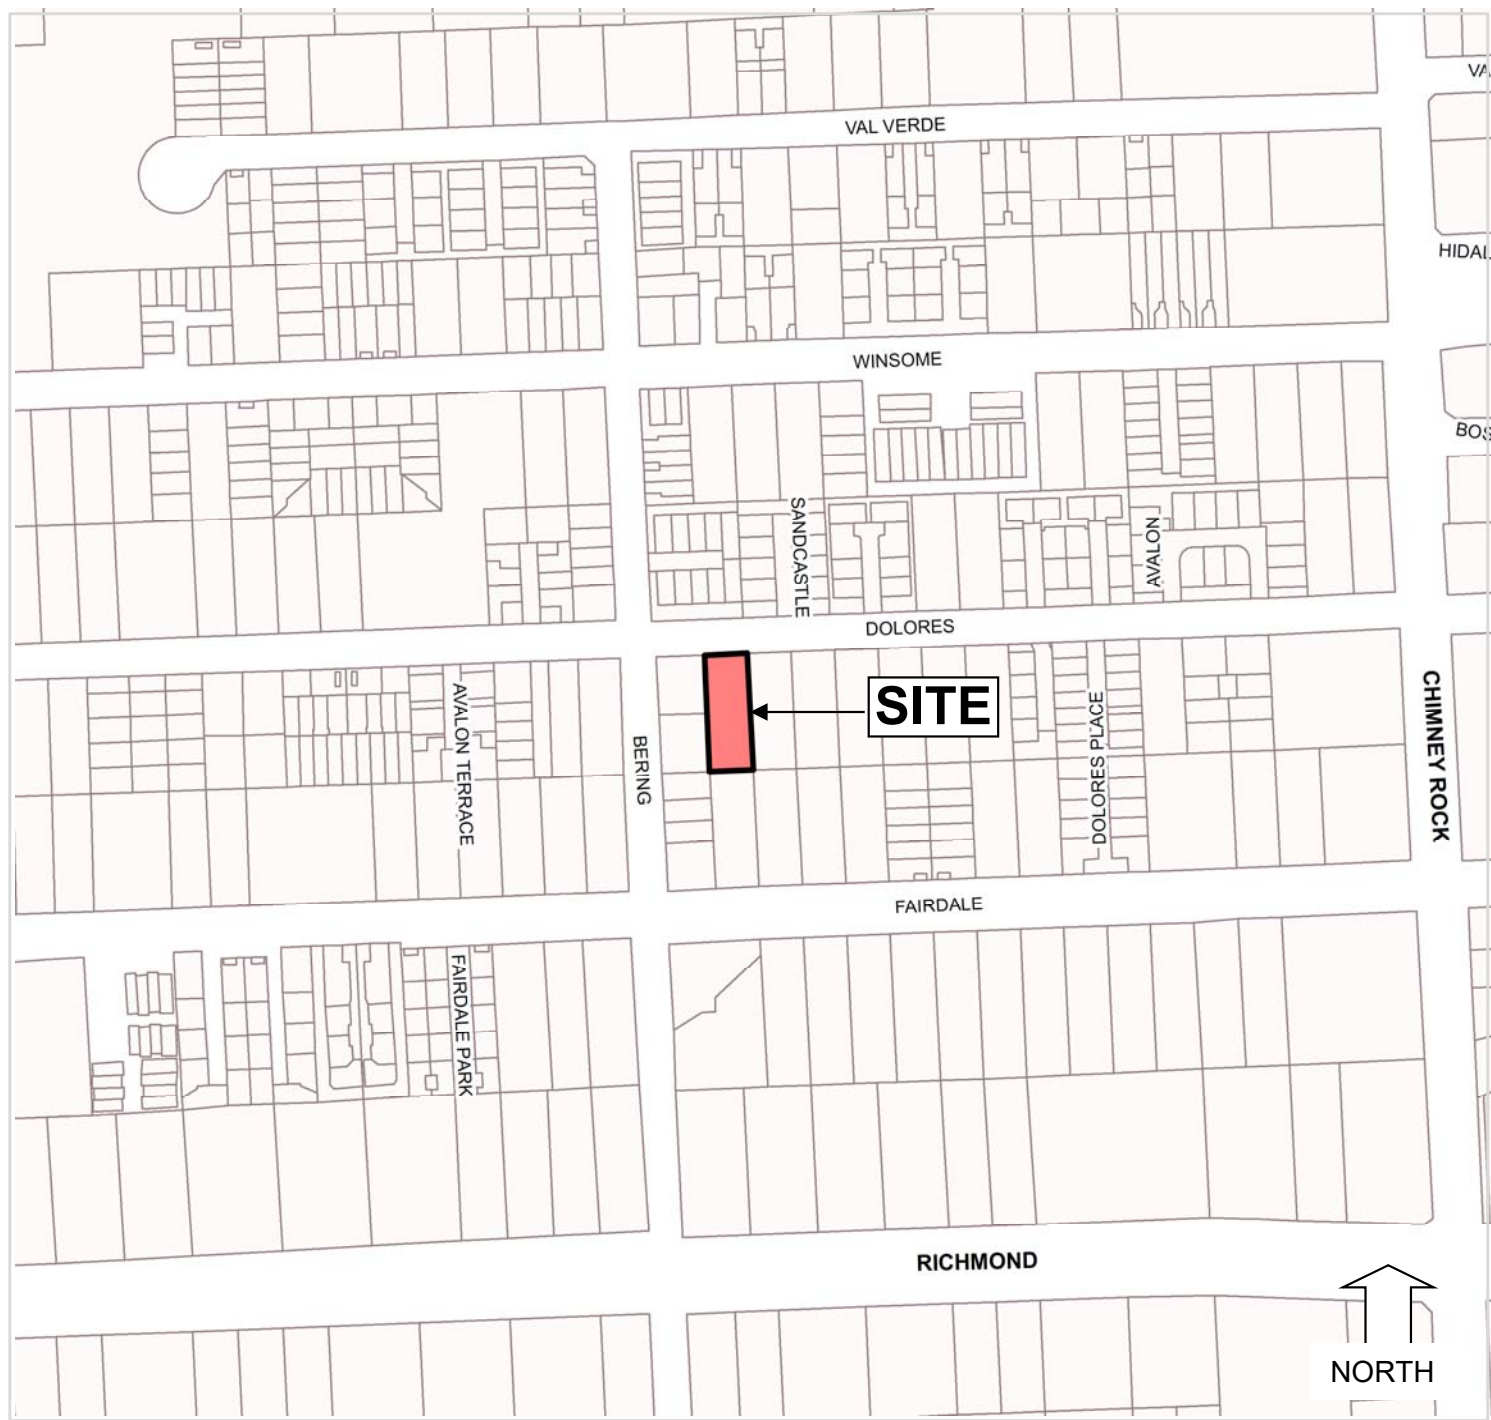 VA
VAL VERDE
HIDAL
WINSOME
BOS
SANDCASTLE
AVALON
DOLORES
SITE
AVALON TERRACE
BERING
DOLORES PLACE
CHIMNEY ROCK
FAIRDALE
FAIRDALE PARK
RICHMOND
NORTH